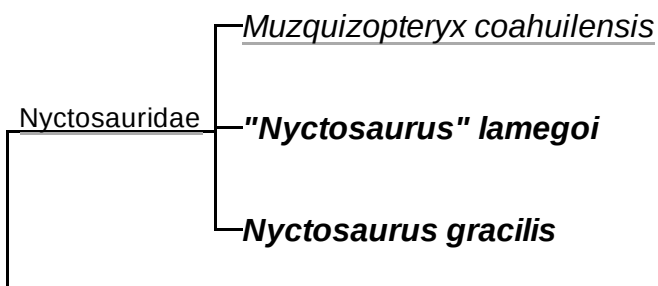 Muzquizopteryx coahuilensis
Nyctosauridae
"Nyctosaurus" lamegoi
Nyctosaurus gracilis